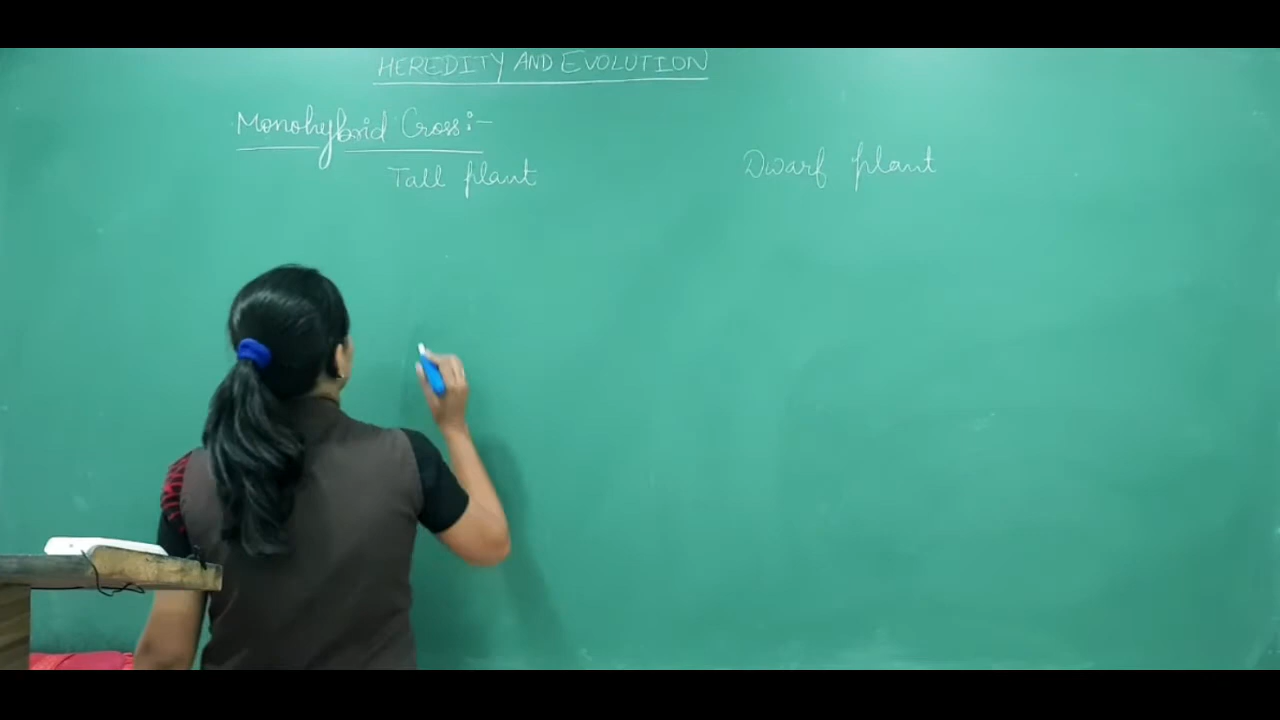 HEREDITY AND EVOLUTION
Monohybrid Cross:-
Tall plant Dwarf plant